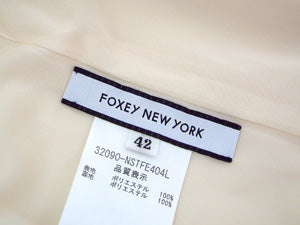 FOXEY NEW YORK
42
32090-NSTFE404L
品質表示
表地 ポリエステル 100%
裏地 ポリエステル 100%